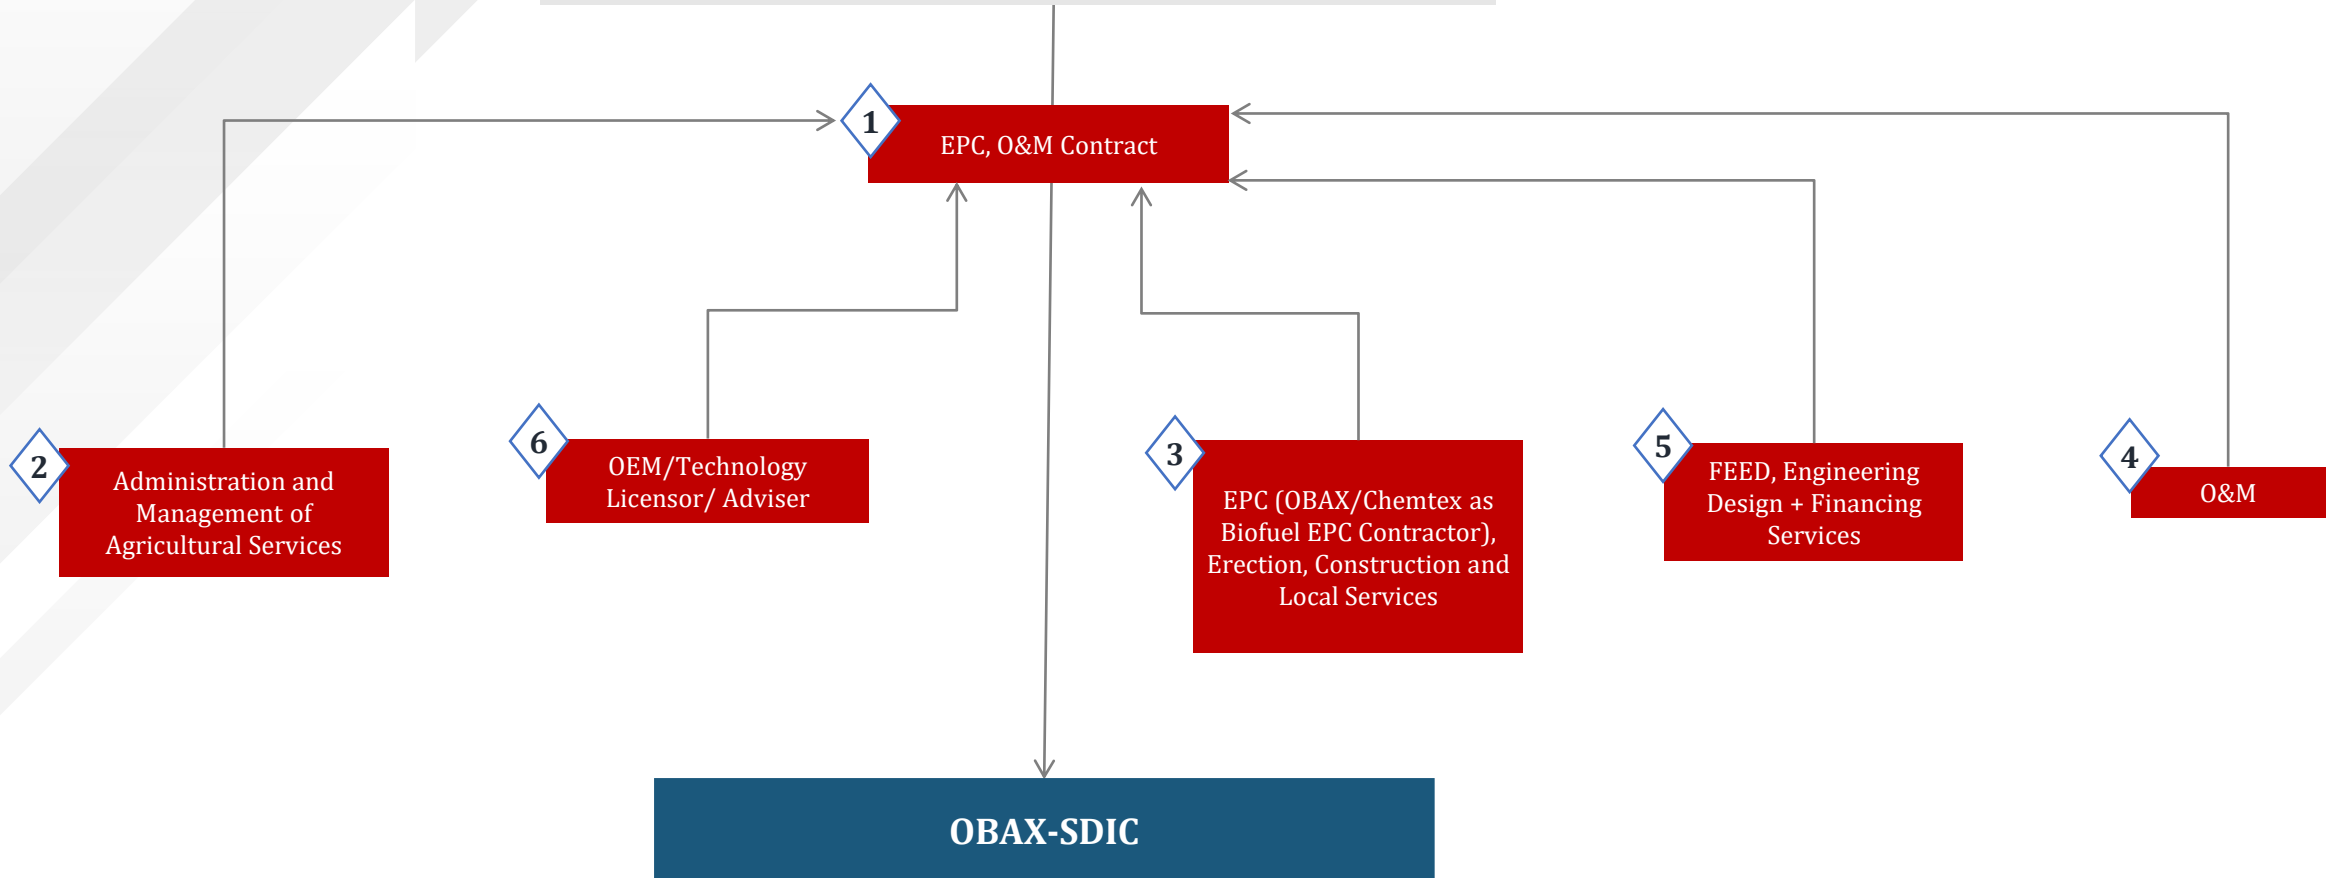 1
EPC, O&M Contract
2
Administration and
Management of
Agricultural Services
6
OEM/Technology
Licensor/ Adviser
3
EPC (OBAX/Chemtex as
Biofuel EPC Contractor),
Erection, Construction and
Local Services
5
FEED, Engineering
Design + Financing
Services
4
O&M
OBAX-SDIC